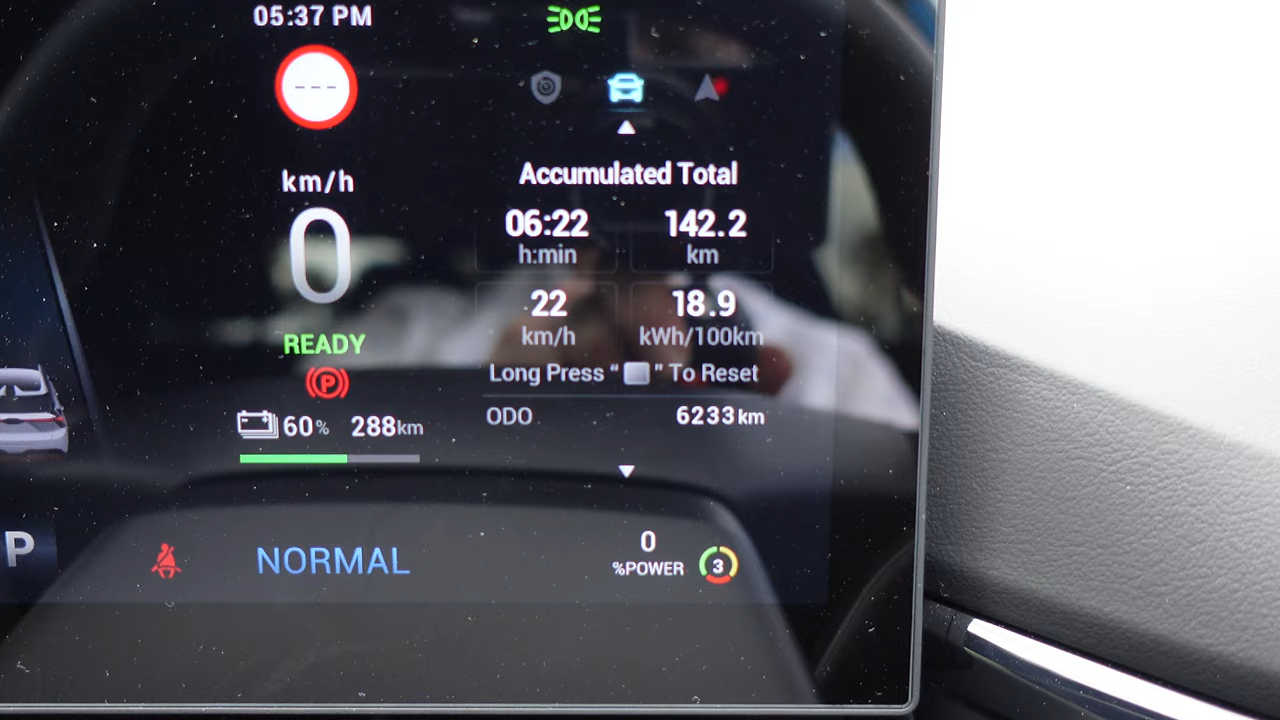 05:37 PM
---
km/h
0
READY
P
60% 288km
Accumulated Total
06:22 142.2
h:min km
22 18.9
km/h kWh/100km
Long Press “ ” To Reset
ODO 6233km
P
NORMAL
0
%POWER
3